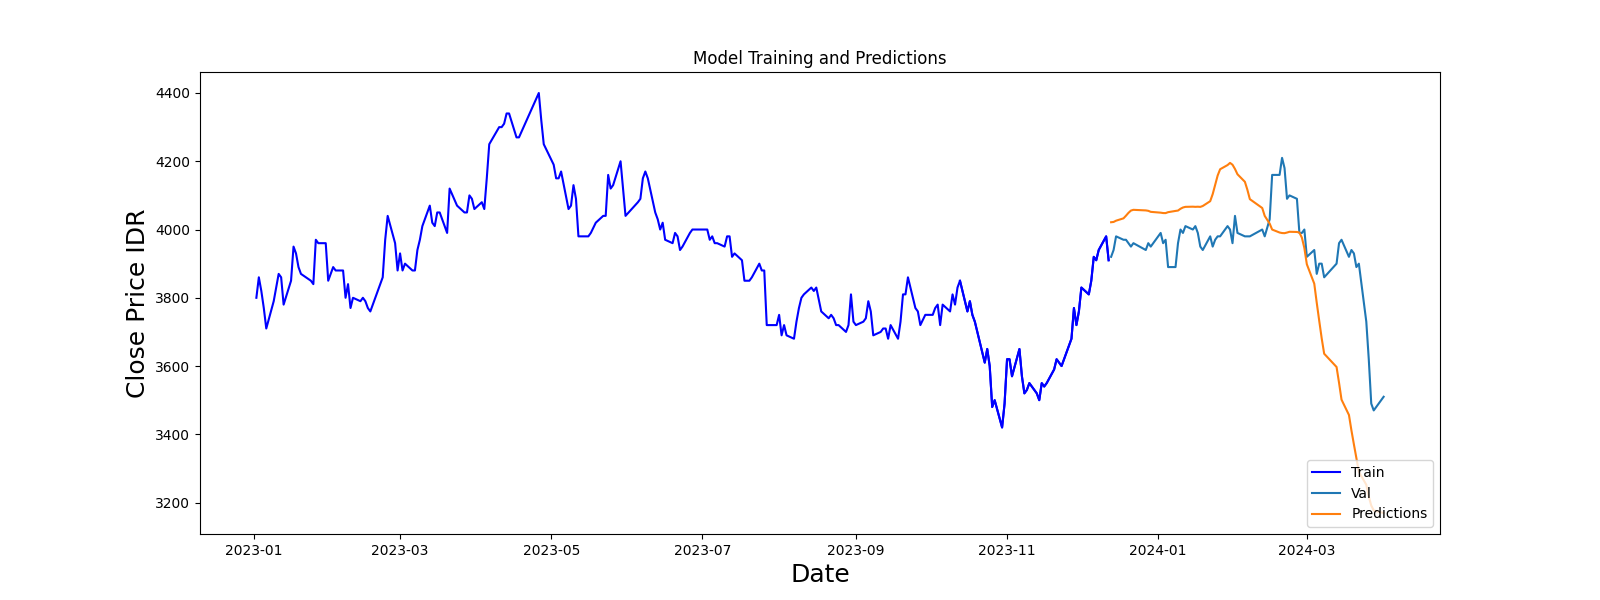 Model Training and Predictions
4400
4200
4000
3800
3600
3400
3200
Close Price IDR
Train
Val
Predictions
2023-01 2023-03 2023-05 2023-07 2023-09 2023-11 2024-01 2024-03
Date